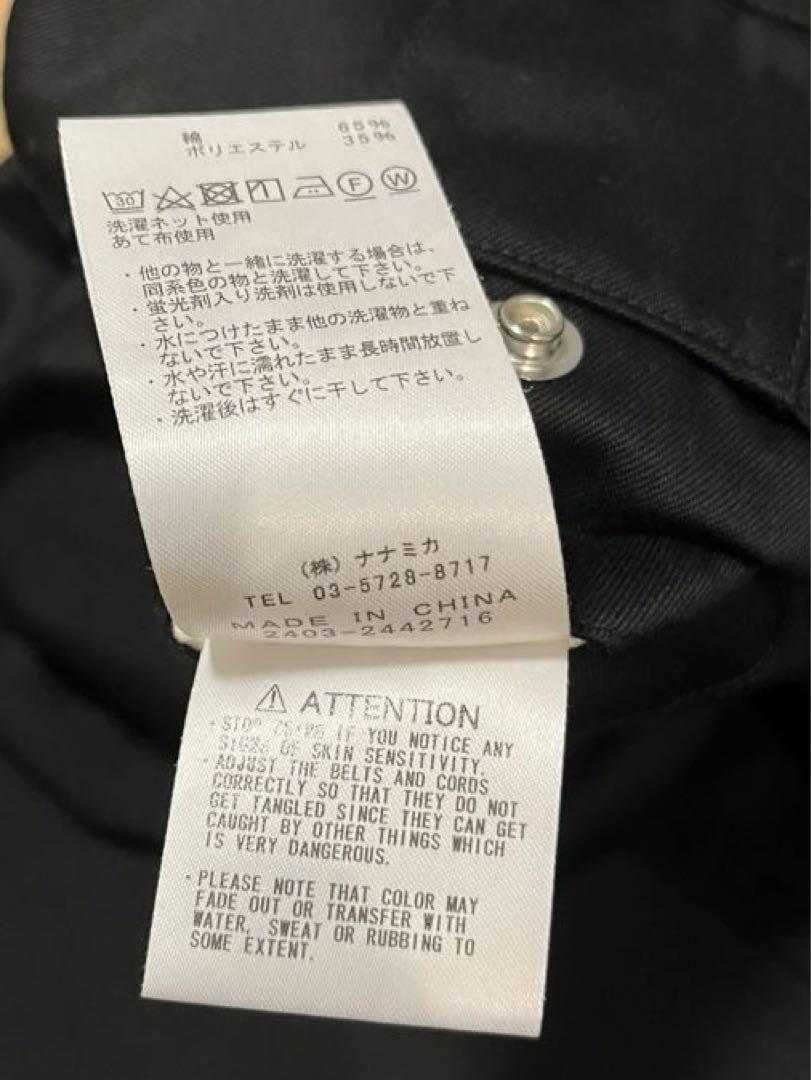 綿 65%
ポリエステル 35%
30 F W
洗濯ネット使用
あて布使用
・他の物と一緒に洗濯する場合は、
同系色の物と洗濯して下さい。
・蛍光剤入り洗剤は使用しないで下
さい。
・水につけたまま他の洗濯物と重ね
ないで下さい。
・水や汗に濡れたまま長時間放置し
ないで下さい。
・洗濯後はすぐに干して下さい。
(株) ナナミカ
TEL 03-5728-8717
MADE IN CHINA
2403-2442716
⚠ ATTENTION
・STOP USING IF YOU NOTICE ANY
SIGNS OF SKIN SENSITIVITY.
・ADJUST THE BELTS AND CORDS
CORRECTLY SO THAT THEY DO NOT
GET TANGLED SINCE THEY CAN GET
CAUGHT BY OTHER THINGS WHICH
IS VERY DANGEROUS.
・PLEASE NOTE THAT COLOR MAY
FADE OUT OR TRANSFER WITH
WATER, SWEAT OR RUBBING TO
SOME EXTENT.